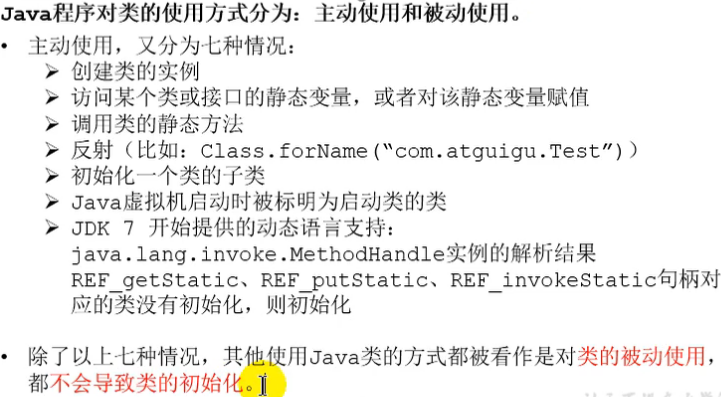 Java程序对类的使用方式分为：主动使用和被动使用。
• 主动使用，又分为七种情况：
➢ 创建类的实例
➢ 访问某个类或接口的静态变量，或者对该静态变量赋值
➢ 调用类的静态方法
➢ 反射（比如：Class.forName(“com.atguigu.Test”)）
➢ 初始化一个类的子类
➢ Java虚拟机启动时被标明为启动类的类
➢ JDK 7 开始提供的动态语言支持：
java.lang.invoke.MethodHandle实例的解析结果
REF_getStatic、REF_putStatic、REF_invokeStatic句柄对
应的类没有初始化，则初始化
• 除了以上七种情况，其他使用Java类的方式都被看作是对类的被动使用，
都不会导致类的初始化。